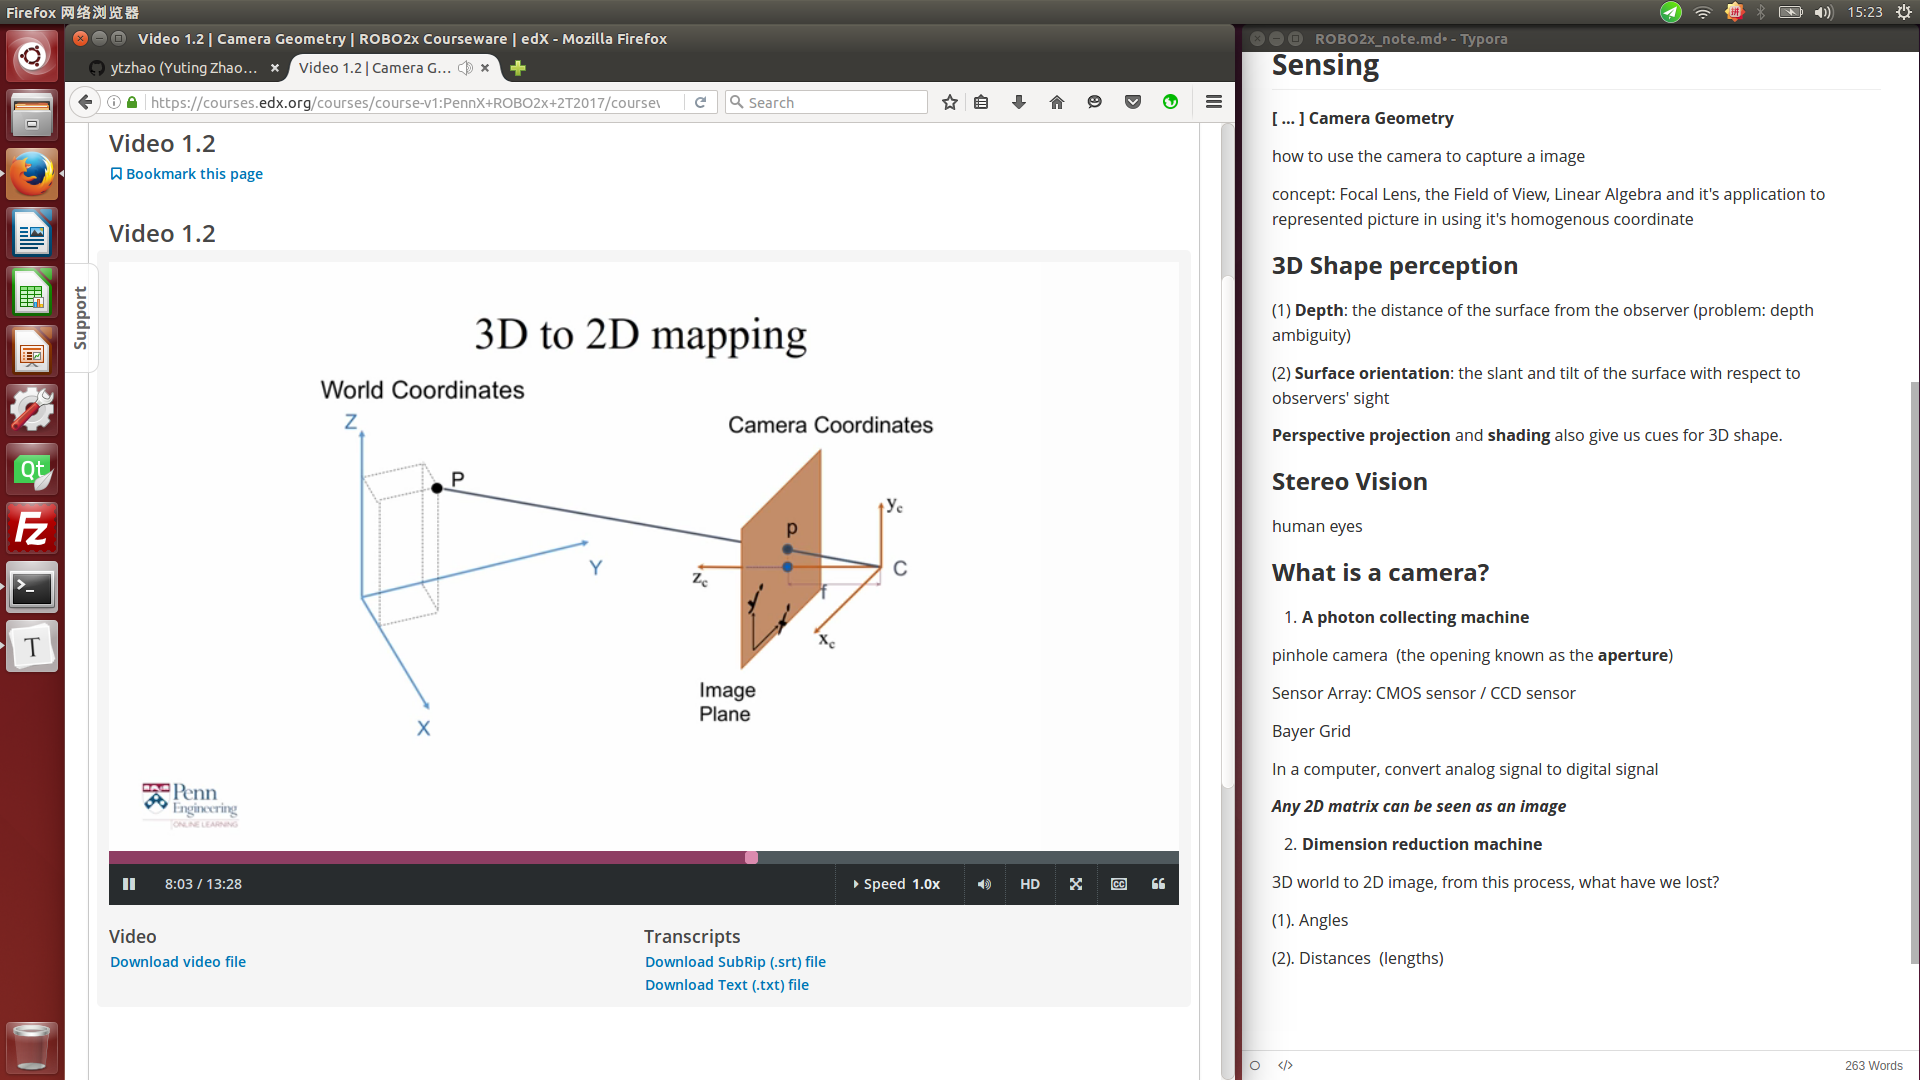 Firefox 网络浏览器
15:23
Video 1.2 | Camera Geometry | ROBO2x Courseware | edX - Mozilla Firefox
ytzhao (Yuting Zhao...
Video 1.2 | Camera G...
https://courses.edx.org/courses/course-v1:PennX+ROBO2x+2T2017/course
Search
Video 1.2
Bookmark this page
Video 1.2
Support
3D to 2D mapping
World Coordinates
Z
Camera Coordinates
P
yc
p
Y
zc
C
f
y'
x'
xc
Image
Plane
X
Penn
Engineering
ONLINE LEARNING
8:03 / 13:28
Speed 1.0x
HD
CC
Video
Download video file
Transcripts
Download SubRip (.srt) file
Download Text (.txt) file
ROBO2x_note.md• - Typora
Sensing
[ ... ] Camera Geometry
how to use the camera to capture a image
concept: Focal Lens, the Field of View, Linear Algebra and it's application to
represented picture in using it's homogenous coordinate
3D Shape perception
(1) Depth: the distance of the surface from the observer (problem: depth
ambiguity)
(2) Surface orientation: the slant and tilt of the surface with respect to
observers' sight
Perspective projection and shading also give us cues for 3D shape.
Stereo Vision
human eyes
What is a camera?
1. A photon collecting machine
pinhole camera (the opening known as the aperture)
Sensor Array: CMOS sensor / CCD sensor
Bayer Grid
In a computer, convert analog signal to digital signal
Any 2D matrix can be seen as an image
2. Dimension reduction machine
3D world to 2D image, from this process, what have we lost?
(1). Angles
(2). Distances (lengths)
</>
263 Words
Qt
Fz
>_
T